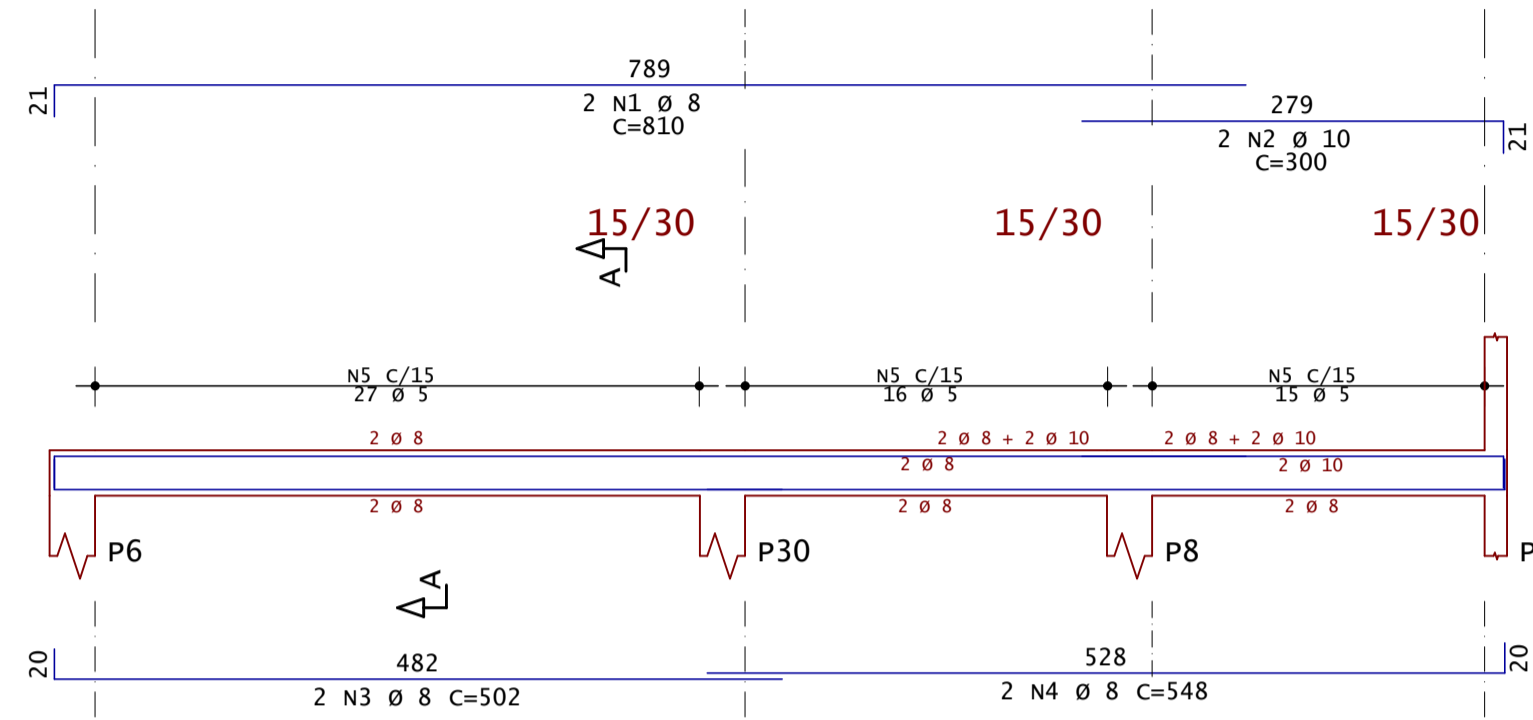 789
21
2 N1 Ø 8
C=810
279
21
2 N2 Ø 10
C=300
15/30
15/30
15/30
A
N5 C/15
27 Ø 5
N5 C/15
16 Ø 5
N5 C/15
15 Ø 5
2 Ø 8
2 Ø 8 + 2 Ø 10
2 Ø 8 + 2 Ø 10
2 Ø 8
2 Ø 10
2 Ø 8
2 Ø 8
2 Ø 8
P6
P30
P8
P
A
20
482
2 N3 Ø 8 C=502
528
2 N4 Ø 8 C=548
20